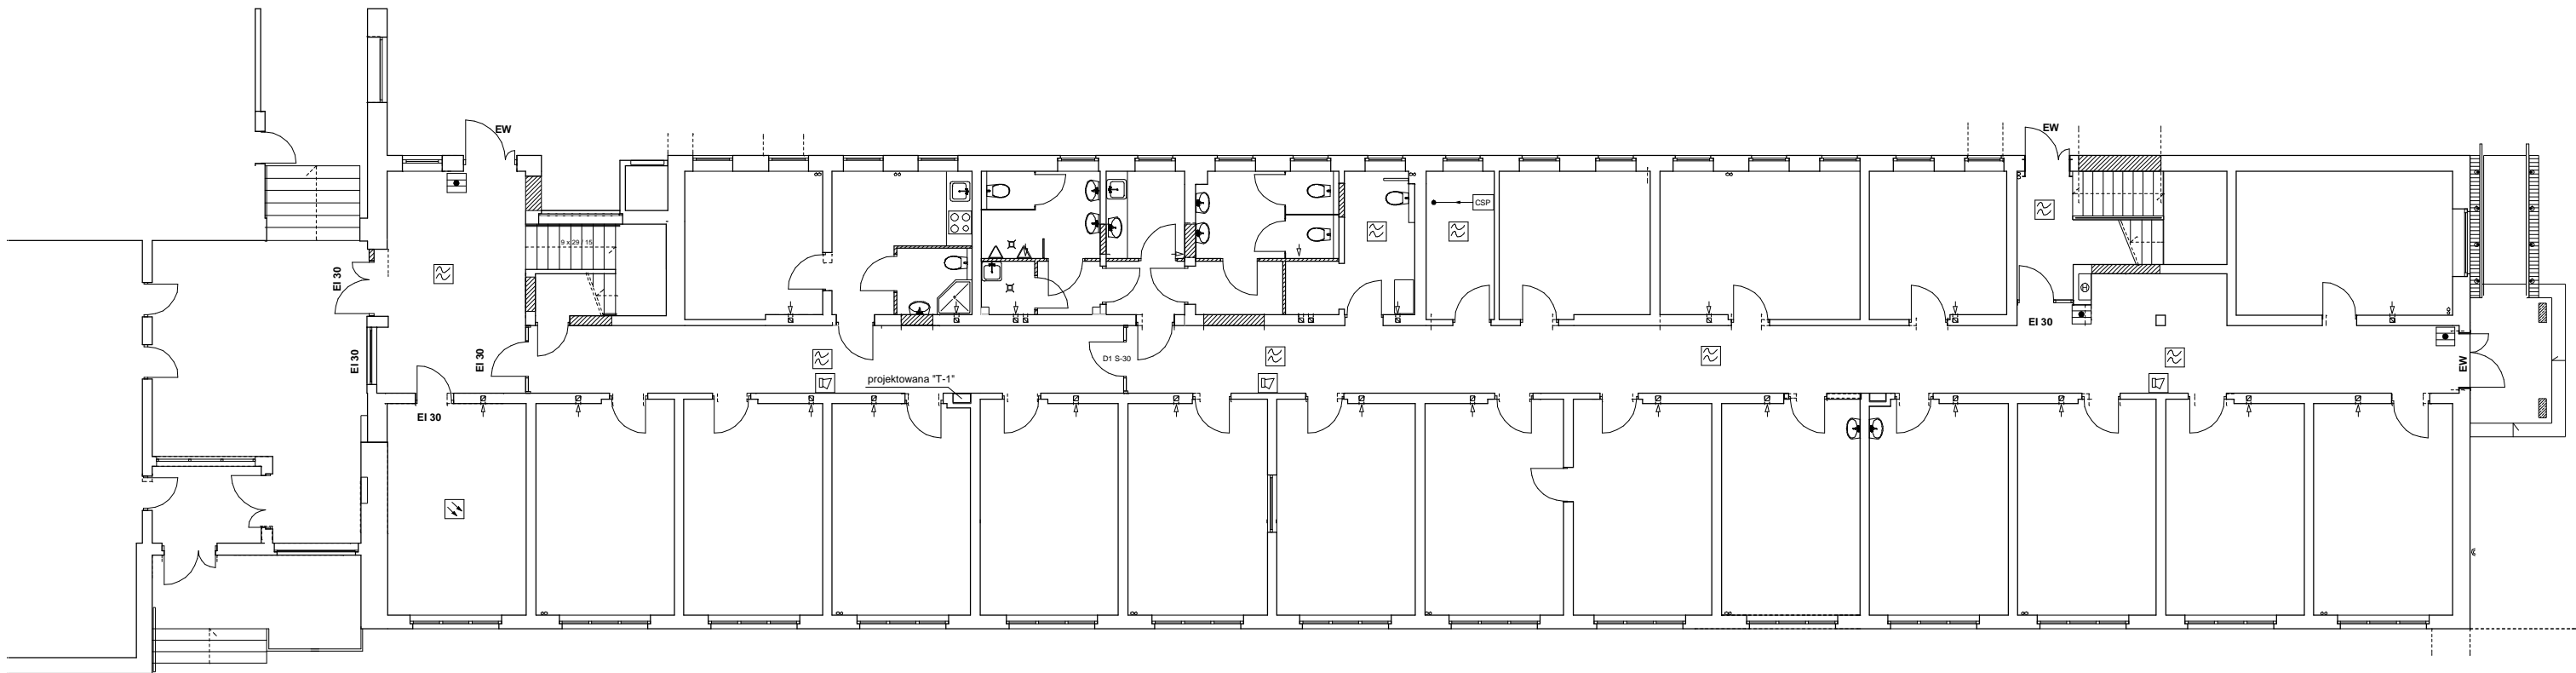 EW
EW
CSP
9 x 29 / 15
EI 30
EI 30
EI 30
EI 30
D1 S-30
EW
projektowana "T-1"
EI 30